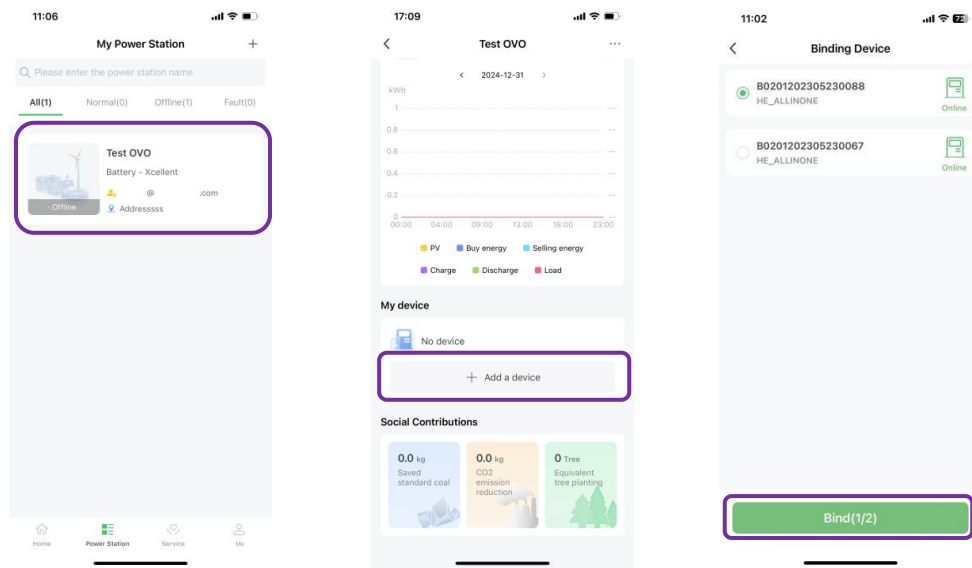 11:06
My Power Station +
Please enter the power station name
All(1) Normal(0) Offline(1) Fault(0)
Test OVO
Battery - Xcellent
@ .com
- Offline
Addresssss
Home Power Station Service Me
17:09
Test OVO ...
< 2024-12-31 >
kWh
1 --
0.8 --
0.6 --
0.4 --
0.2 --
0 --
00:00 04:00 09:00 13:00 18:00 23:00
PV Buy energy Selling energy
Charge Discharge Load
My device
No device
+ Add a device
Social Contributions
0.0 kg
Saved
standard coal
0.0 kg
CO2
emission
reduction
0 Tree
Equivalent
tree planting
11:02 72
Binding Device
B0201202305230088
HE_ALLINONE
Online
B0201202305230067
HE_ALLINONE
Online
Bind(1/2)